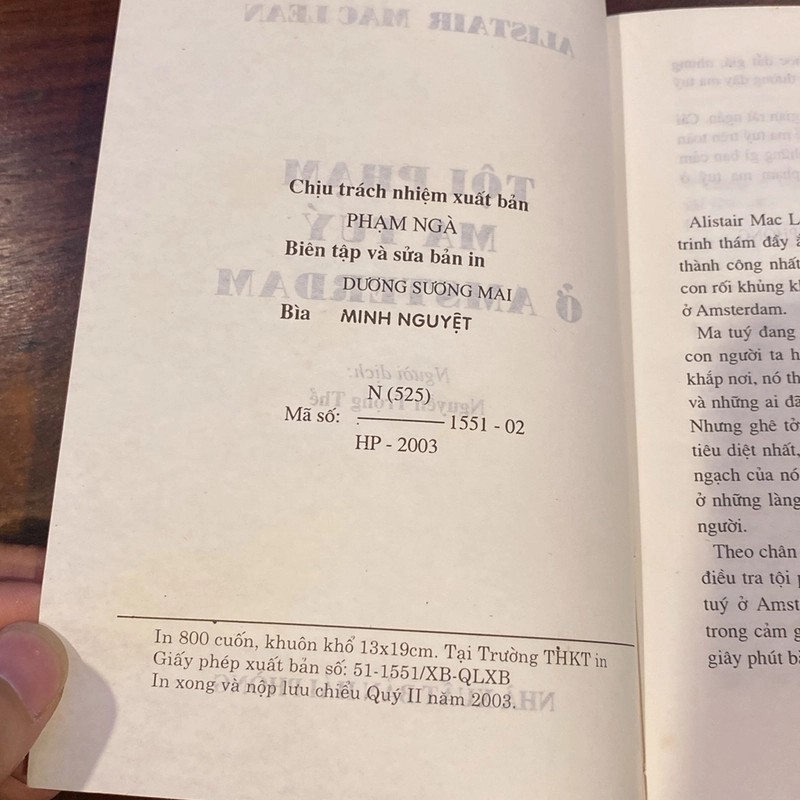 Chịu trách nhiệm xuất bản
PHẠM NGÀ
Biên tập và sửa bản in
DƯƠNG SƯƠNG MAI
Bìa MINH NGUYỆT
N (525)
Mã số: 1551 - 02
HP - 2003
In 800 cuốn, khuôn khổ 13x19cm. Tại Trường THKT in
Giấy phép xuất bản số: 51-1551/XB-QLXB
In xong và nộp lưu chiểu Quý II năm 2003.
Alistair Mac L
trinh thám đầy
thành công nhất
con rối khủng
ở Amsterdam.
Ma tuý đang
con người ta
khắp nơi, nó
và những ai
Nhưng ghê
tiêu diệt nhất,
ngạch của nó
ở những làng
người.
Theo chân
điều tra tội
tuý ở Amst
trong cảm
giây phút